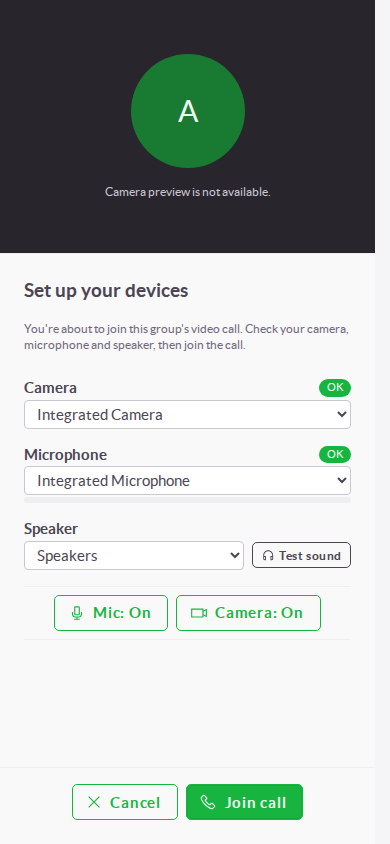 A
Camera preview is not available.
Set up your devices
You're about to join this group's video call. Check your camera,
microphone and speaker, then join the call.
Camera OK
Integrated Camera
Microphone OK
Integrated Microphone
Speaker
Speakers Test sound
Mic: On Camera: On
Cancel Join call